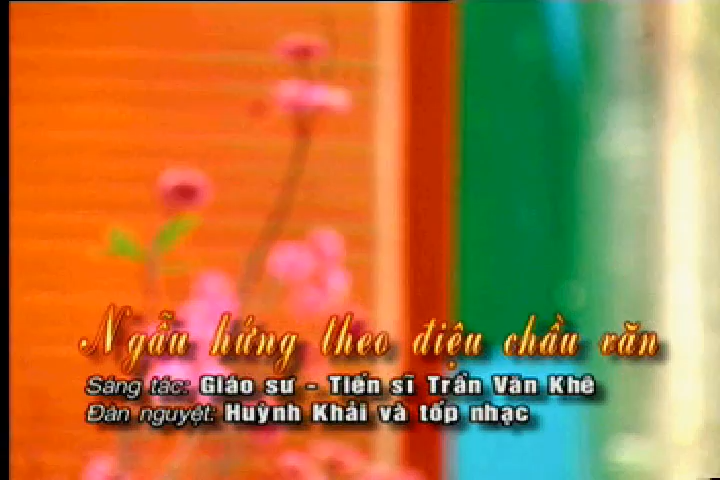 Ngẫu hứng theo điệu chầu văn
Sáng tác: Giáo sư - Tiến sĩ Trần Văn Khê
Đàn nguyệt: Huỳnh Khải và tốp nhạc